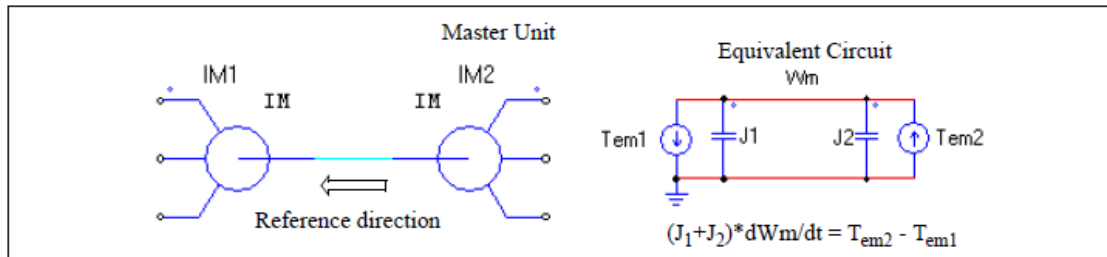 Master Unit
IM1
IM2
IM
IM
Reference direction
Equivalent Circuit
Wm
Tem1
J1
J2
Tem2
(J₁+J₂)*dWm/dt = Tₑₘ₂ - Tₑₘ₁